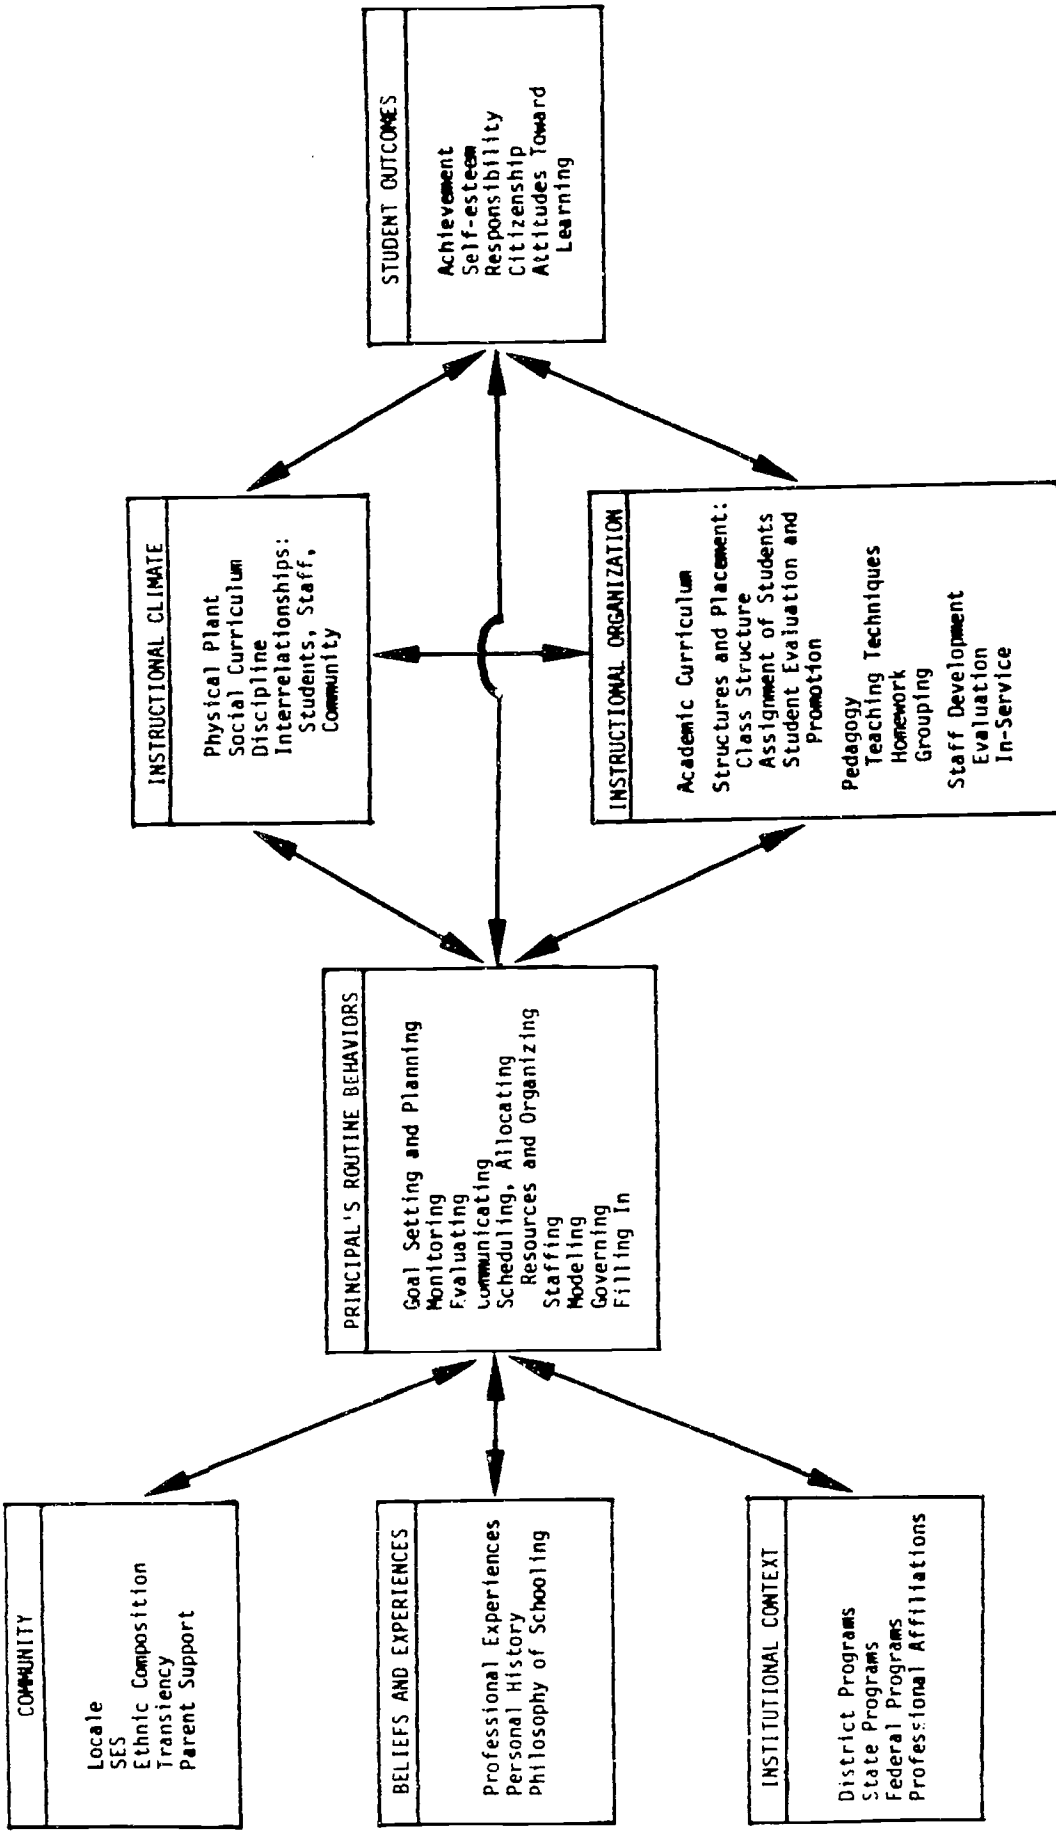 COMMUNITY
Locale
SES
Ethnic Composition
Transiency
Parent Support
BELIEFS AND EXPERIENCES
Professional Experiences
Personal History
Philosophy of Schooling
INSTITUTIONAL CONTEXT
District Programs
State Programs
Federal Programs
Professional Affiliations
PRINCIPAL'S ROUTINE BEHAVIORS
Goal Setting and Planning
Monitoring
Evaluating
Communicating
Scheduling, Allocating
Resources and Organizing
Staffing
Modeling
Governing
Filling In
INSTRUCTIONAL CLIMATE
Physical Plant
Social Curriculum
Discipline
Interrelationships:
Students, Staff,
Community
INSTRUCTIONAL ORGANIZATION
Academic Curriculum
Structures and Placement:
Class Structure
Assignment of Students
Student Evaluation and
Promotion
Pedagogy
Teaching Techniques
Homework
Grouping
Staff Development
Evaluation
In-Service
STUDENT OUTCOMES
Achievement
Self-esteem
Responsibility
Citizenship
Attitudes Toward
Learning